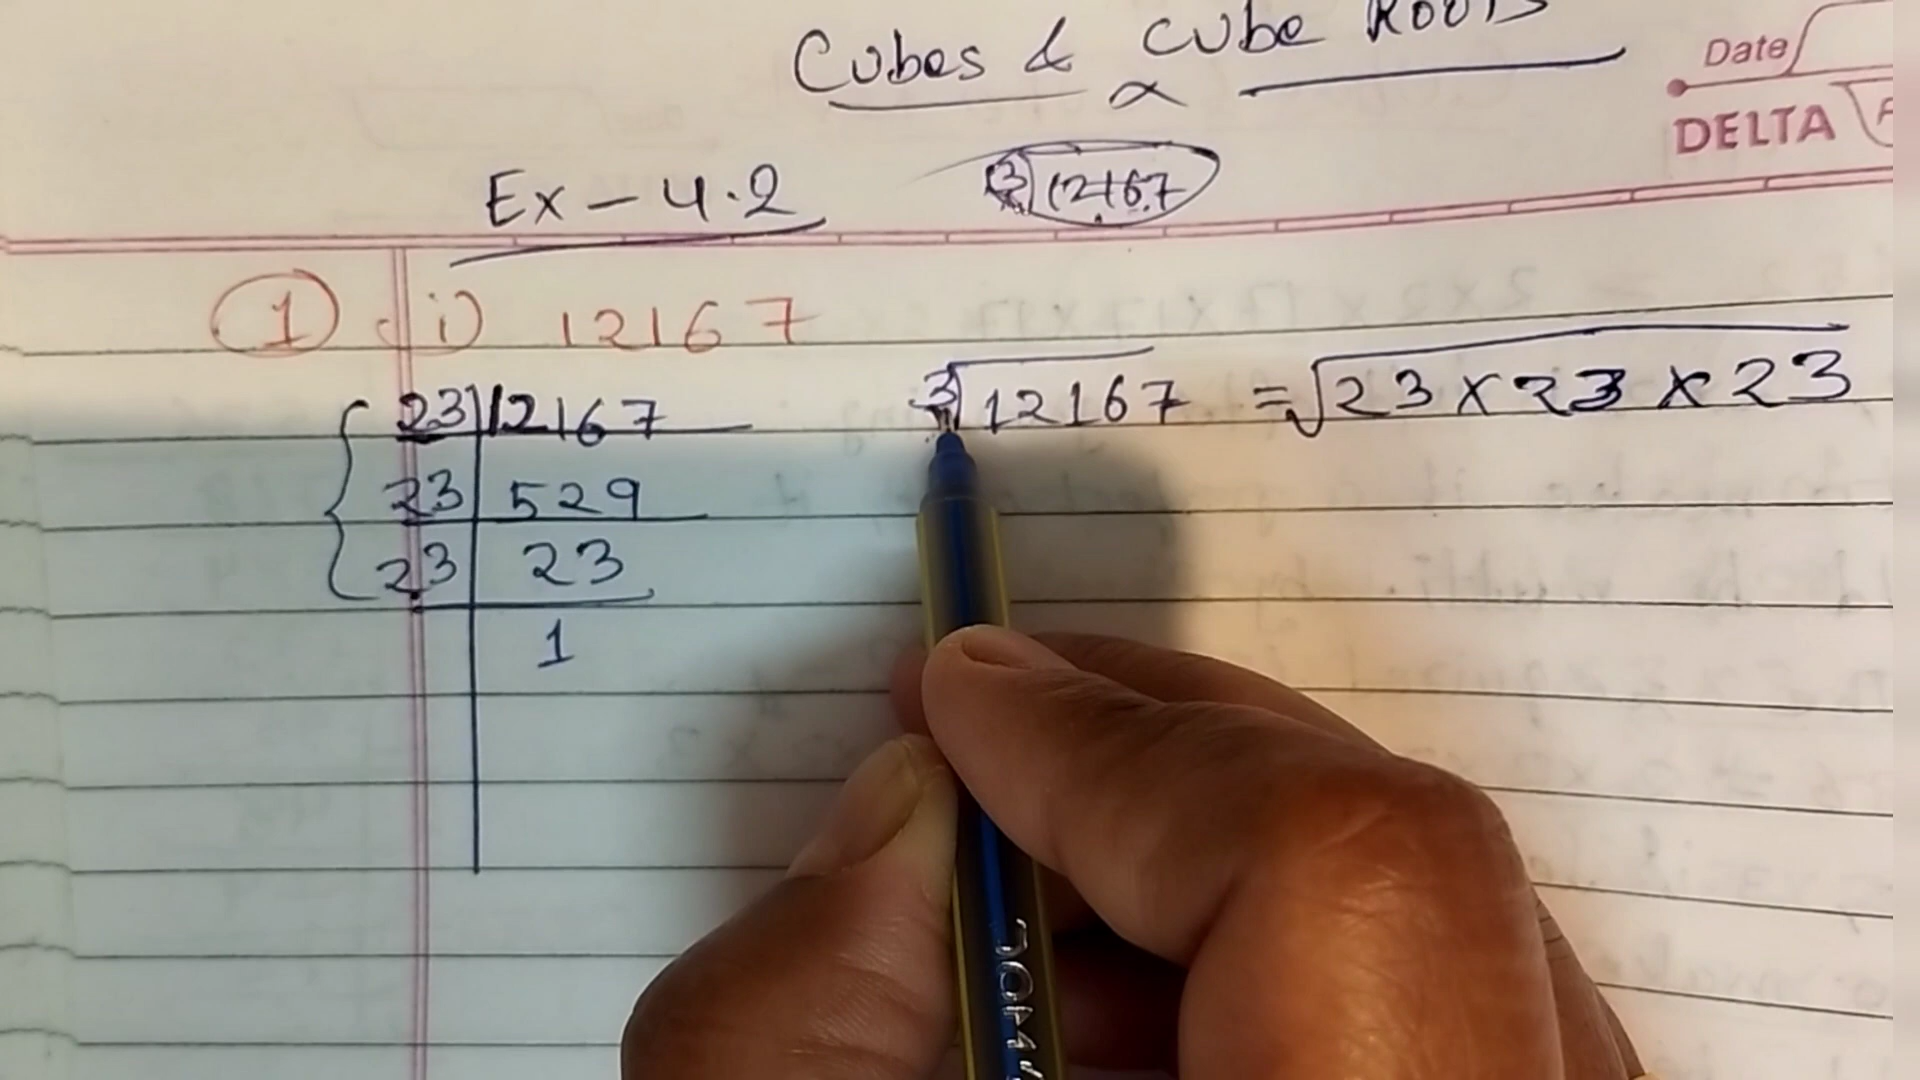 Cubes & Cube Roots
Date
DELTA
Ex - 4.2
∛12167
1 . i) 12167
23 12167
23 529
23 23
1
∛12167 = √23 × 23 × 23